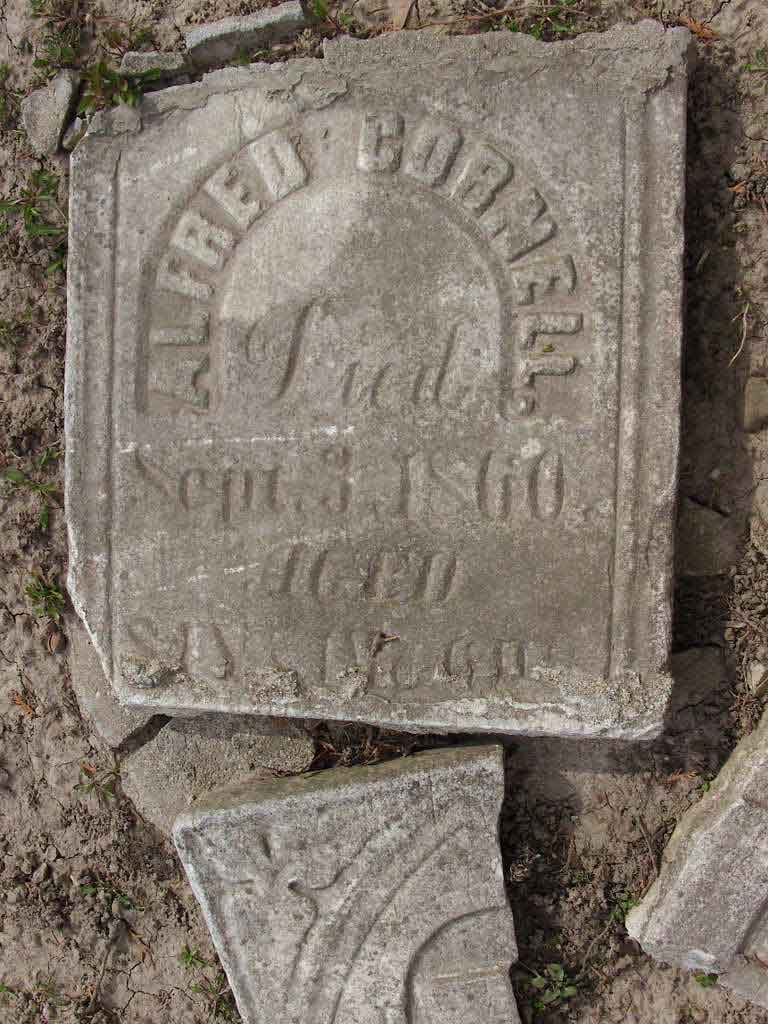 ALFRED CORNELL.
Died
Sept. 3, 1860.
AGED